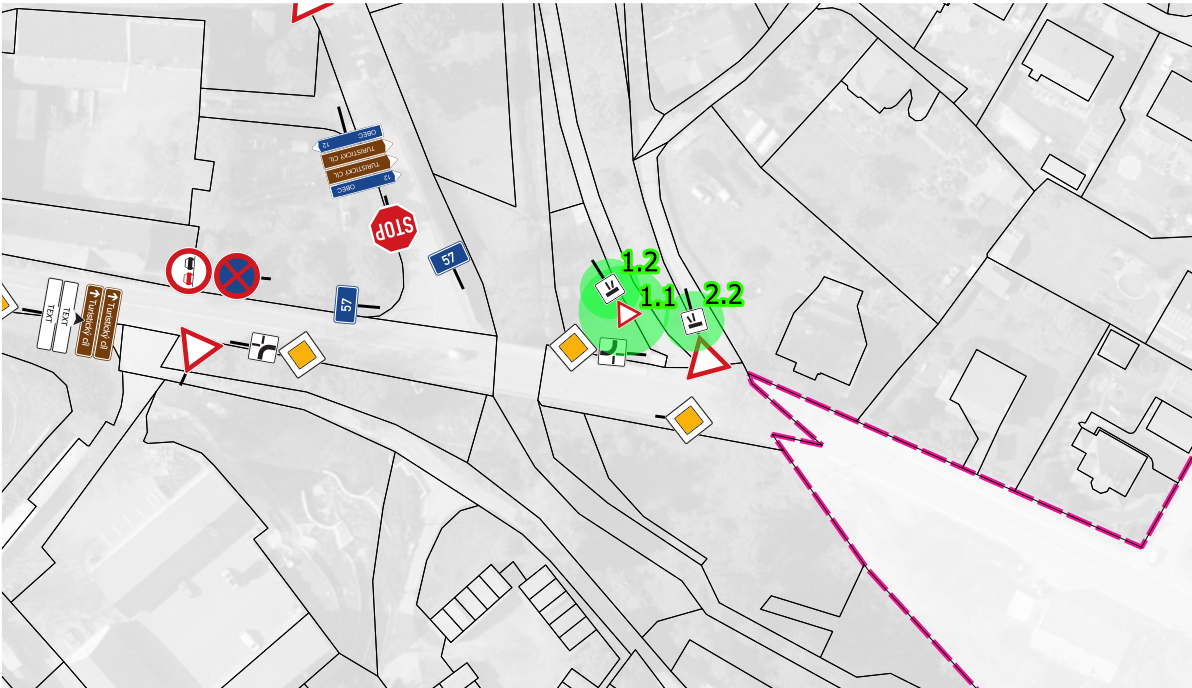 OBEC 12
TURISTICKÝ CÍL
TURISTICKÝ CÍL
OBEC 12
STOP
57
57
1.2
1.1
2.2
TEXT
TEXT
Turistický cíl
Turistický cíl